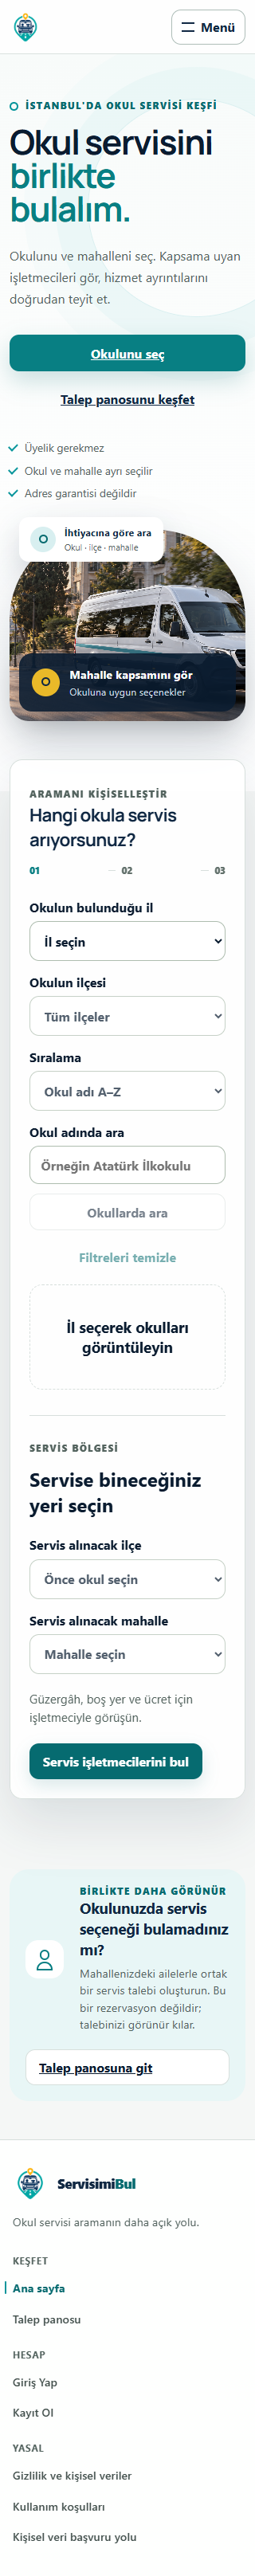 Menü
İSTANBUL'DA OKUL SERVİSİ KEŞFİ
Okul servisini
birlikte
bulalım.
Okulunu ve mahalleni seç. Kapsama uyan
işletmecileri gör, hizmet ayrıntılarını
doğrudan teyit et.
Okulunu seç
Talep panosunu keşfet
Üyelik gerekmez
Okul ve mahalle ayrı seçilir
Adres garantisi değildir
İhtiyacına göre ara
Okul · ilçe · mahalle
Mahalle kapsamını gör
Okuluna uygun seçenekler
ARAMANI KİŞİSELLEŞTİR
Hangi okula servis
arıyorsunuz?
01 — 02 — 03
Okulun bulunduğu il
İl seçin
Okulun ilçesi
Tüm ilçeler
Sıralama
Okul adı A–Z
Okul adında ara
Örneğin Atatürk İlkokulu
Okullarda ara
Filtreleri temizle
İl seçerek okulları
görüntüleyin
SERVİS BÖLGESİ
Servise bineceğiniz
yeri seçin
Servis alınacak ilçe
Önce okul seçin
Servis alınacak mahalle
Mahalle seçin
Güzergâh, boş yer ve ücret için
işletmeciyle görüşün.
Servis işletmecilerini bul
BİRLİKTE DAHA GÖRÜNÜR
Okulunuzda servis
seçeneği bulamadınız
mı?
Mahallenizdeki ailelerle ortak
bir servis talebi oluşturun. Bu
bir rezervasyon değildir;
talebinizi görünür kılar.
Talep panosuna git
ServisimiBul
Okul servisi aramanın daha açık yolu.
KEŞFET
Ana sayfa
Talep panosu
HESAP
Giriş Yap
Kayıt Ol
YASAL
Gizlilik ve kişisel veriler
Kullanım koşulları
Kişisel veri başvuru yolu